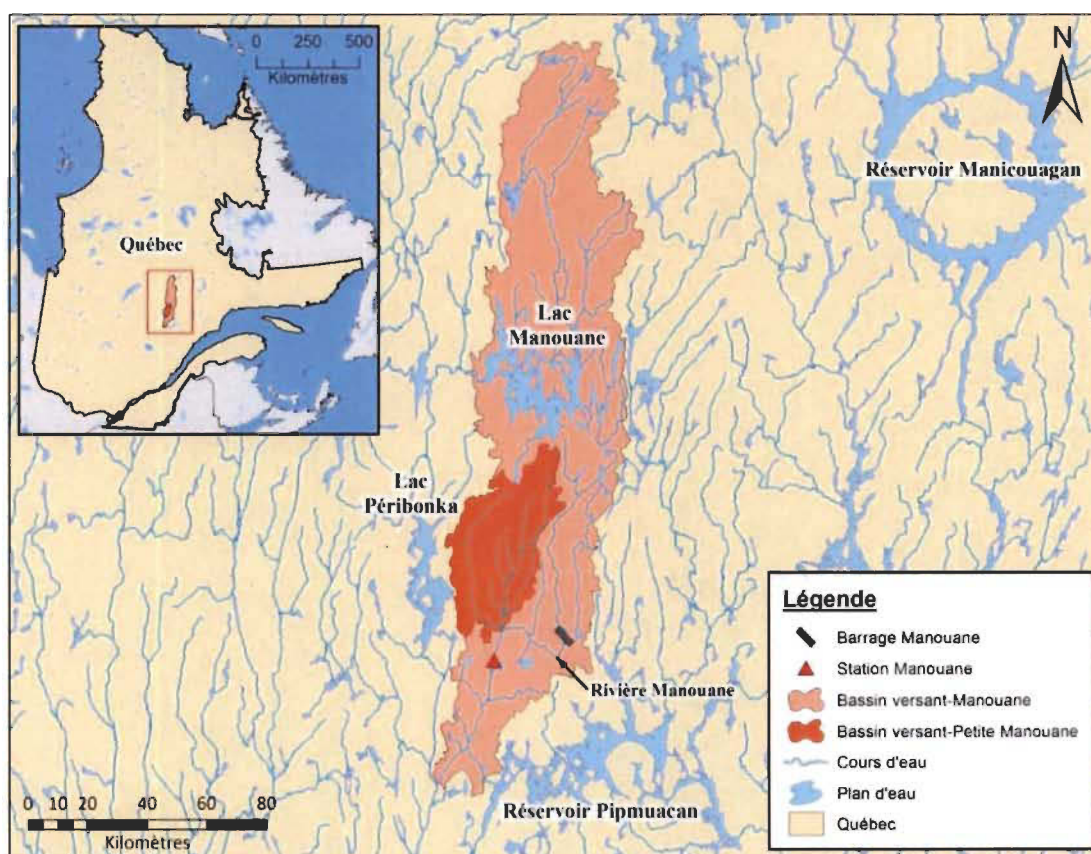 0 250 500
Kilomètres
Québec
N
Réservoir Manicouagan
Lac
Manouane
Lac
Péribonka
Rivière Manouane
Réservoir Pipmuacan
0 10 20 40 60 80
Kilomètres
Légende
Barrage Manouane
Station Manouane
Bassin versant-Manouane
Bassin versant-Petite Manouane
Cours d'eau
Plan d'eau
Québec